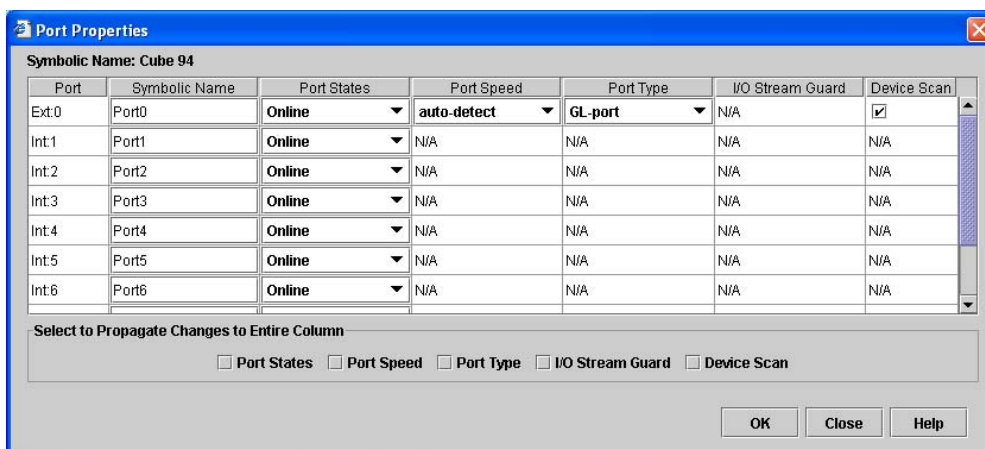 Port Properties
Symbolic Name: Cube 94
Port Symbolic Name Port States Port Speed Port Type I/O Stream Guard Device Scan
Ext:0 Port0 Online auto-detect GL-port N/A
Int:1 Port1 Online N/A N/A N/A N/A
Int:2 Port2 Online N/A N/A N/A N/A
Int:3 Port3 Online N/A N/A N/A N/A
Int:4 Port4 Online N/A N/A N/A N/A
Int:5 Port5 Online N/A N/A N/A N/A
Int:6 Port6 Online N/A N/A N/A N/A
Select to Propagate Changes to Entire Column
Port States Port Speed Port Type I/O Stream Guard Device Scan
OK Close Help